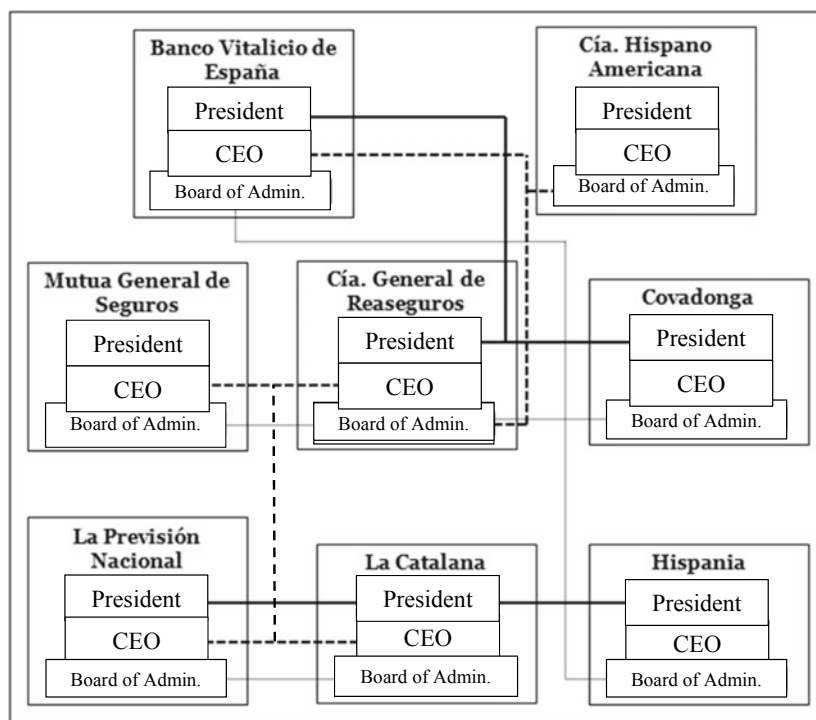 Banco Vitalicio de
España
President
CEO
Board of Admin.
Cía. Hispano
Americana
President
CEO
Board of Admin.
Mutua General de
Seguros
President
CEO
Board of Admin.
Cía. General de
Reaseguros
President
CEO
Board of Admin.
Covadonga
President
CEO
Board of Admin.
La Previsión
Nacional
President
CEO
Board of Admin.
La Catalana
President
CEO
Board of Admin.
Hispania
President
CEO
Board of Admin.